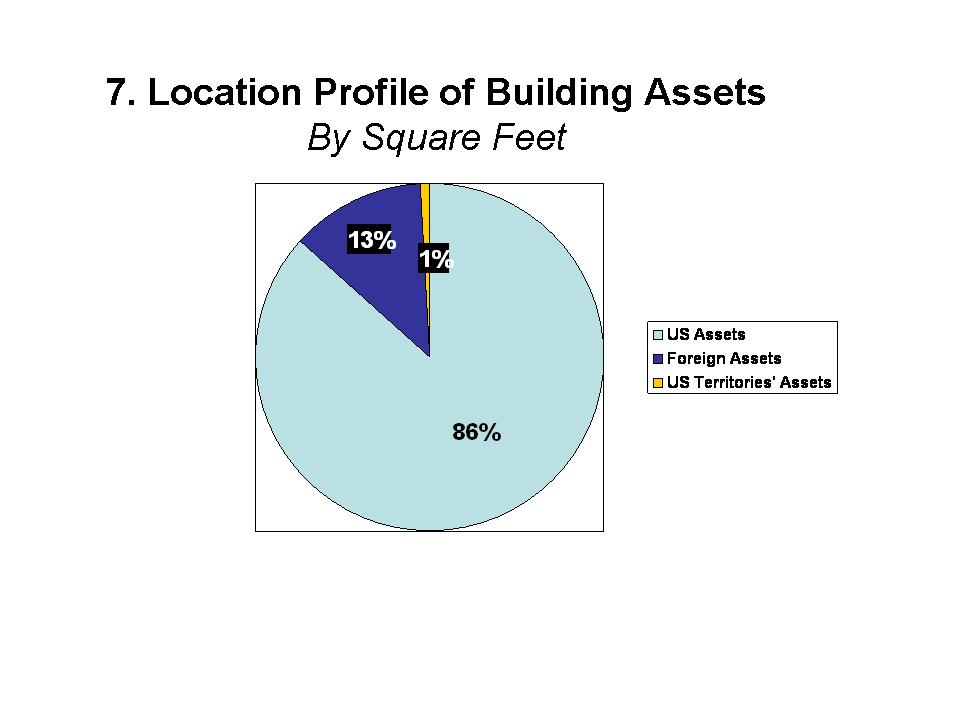 7. Location Profile of Building Assets
By Square Feet
13%
1%
86%
US Assets
Foreign Assets
US Territories' Assets